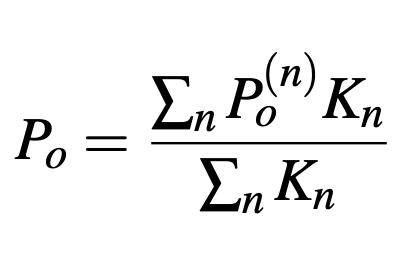 P_o = \frac{\sum_n P_o^{(n)} K_n}{\sum_n K_n}